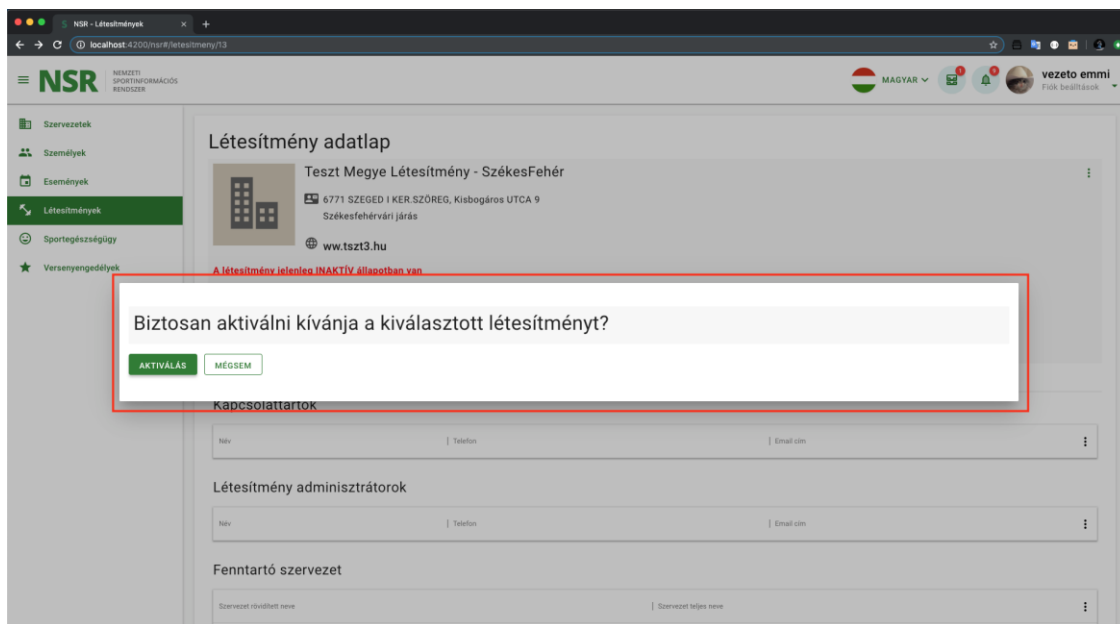 NSR - Létesítmények
localhost:4200/nsr#/letesitmeny/13
NSR
NEMZETI
SPORTINFORMÁCIÓS
RENDSZER
MAGYAR
1
1
vezeto emmi
Fiók beállítások
Szervezetek
Személyek
Események
Létesítmények
Sportegészségügy
Versenyengedélyek
Létesítmény adatlap
Teszt Megye Létesítmény - SzékesFehér
6771 SZEGED I KER.SZÖREG, Kisbogáros UTCA 9
Székesfehérvári járás
ww.tszt3.hu
A létesítmény jelenleg INAKTÍV állapotban van
Biztosan aktiválni kívánja a kiválasztott létesítményt?
AKTIVÁLÁS
MÉGSEM
Kapcsolattartók
Név
Telefon
Email cím
Létesítmény adminisztrátorok
Név
Telefon
Email cím
Fenntartó szervezet
Szervezet rövidített neve
Szervezet teljes neve